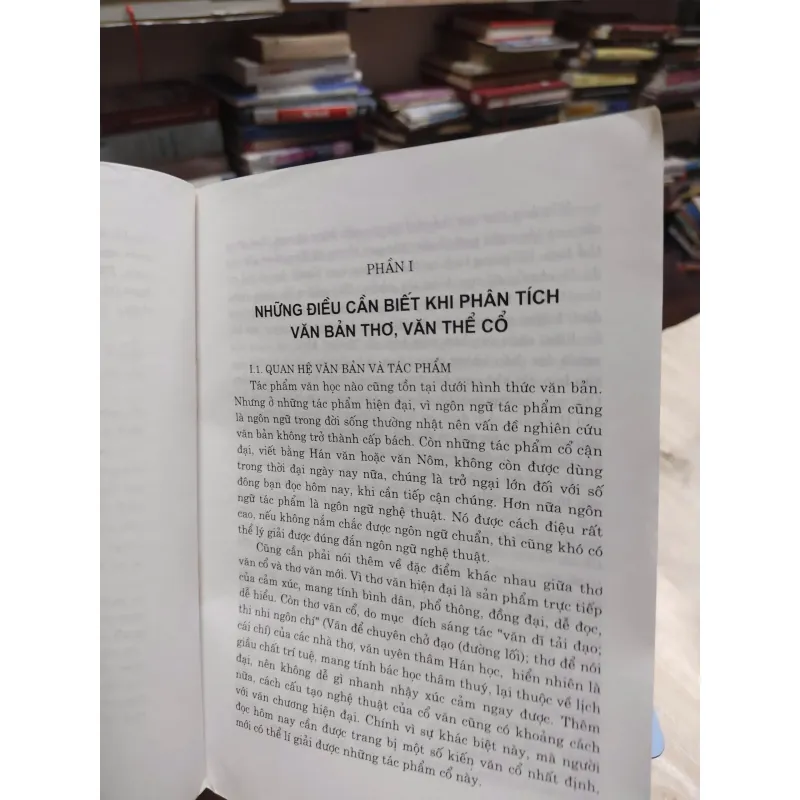 PHẦN I
NHỮNG ĐIỀU CẦN BIẾT KHI PHÂN TÍCH
VĂN BẢN THƠ, VĂN THỂ CỔ
I.1. QUAN HỆ VĂN BẢN VÀ TÁC PHẨM
Tác phẩm văn học nào cũng tồn tại dưới hình thức văn bản.
Nhưng ở những tác phẩm hiện đại, vì ngôn ngữ tác phẩm cũng
là ngôn ngữ trong đời sống thường nhật nên vấn đề nghiên cứu
văn bản không trở thành cấp bách. Còn những tác phẩm cổ cận
đại, viết bằng Hán văn hoặc văn Nôm, không còn được dùng
trong thời đại ngày nay nữa, chúng là trở ngại lớn đối với số
đông bạn đọc hôm nay, khi cần tiếp cận chúng. Hơn nữa ngôn
ngữ tác phẩm là ngôn ngữ nghệ thuật. Nó được cách điệu rất
cao, nếu không nắm chắc được ngôn ngữ chuẩn, thì cũng khó có
thể lý giải được đúng đắn ngôn ngữ nghệ thuật.
Cũng cần phải nói thêm về đặc điểm khác nhau giữa thơ
văn cổ và thơ văn mới. Vì thơ văn hiện đại là sản phẩm trực tiếp
của cảm xúc, mang tính bình dân, phổ thông, đồng đại, dễ đọc,
dễ hiểu. Còn thơ văn cổ, do mục đích sáng tác "văn dĩ tải đạo;
thi nhi ngôn chí" (Văn để chuyên chở đạo (đường lối); thơ để nói
cái chí) của các nhà thơ, văn uyên thâm Hán học, hiển nhiên là
giầu chất trí tuệ, mang tính bác học thâm thuý, lại thuộc về lịch
đại, nên không dễ gì nhanh nhậy xúc cảm ngay được. Thêm
nữa, cách cấu tạo nghệ thuật của cổ văn cũng có khoảng cách
với văn chương hiện đại. Chính vì sự khác biệt này, mà người
đọc hôm nay cần được trang bị một số kiến văn cổ nhất định,
mới có thể lí giải được những tác phẩm cổ này.